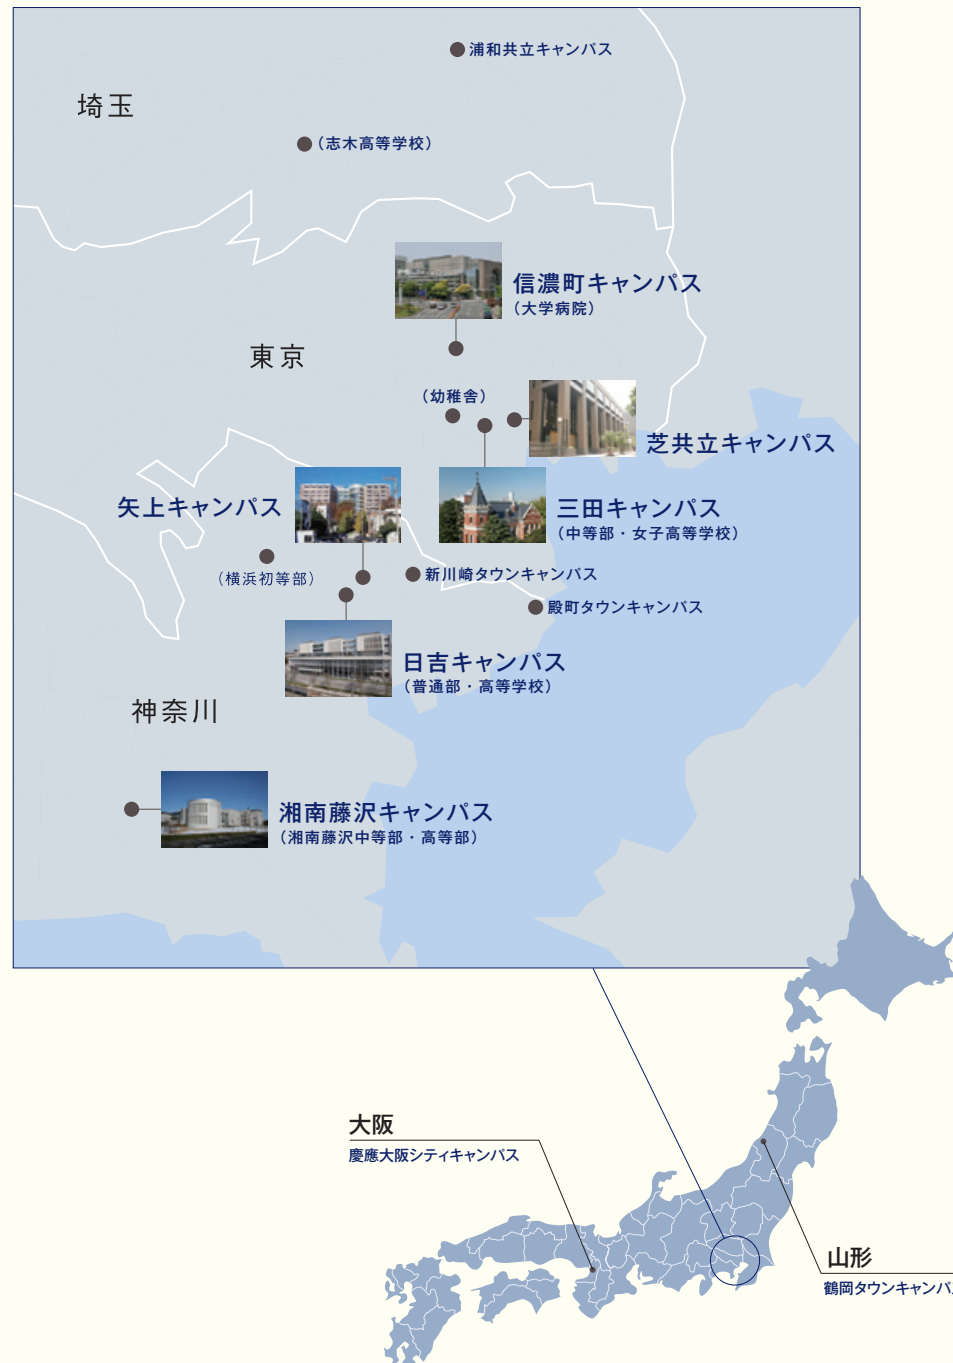 浦和共立キャンパス
埼玉
（志木高等学校）
信濃町キャンパス
（大学病院）
東京
（幼稚舎）
芝共立キャンパス
矢上キャンパス
三田キャンパス
（中等部・女子高等学校）
（横浜初等部）
新川崎タウンキャンパス
殿町タウンキャンパス
日吉キャンパス
（普通部・高等学校）
神奈川
湘南藤沢キャンパス
（湘南藤沢中等部・高等部）
大阪
慶應大阪シティキャンパス
山形
鶴岡タウンキャンパ